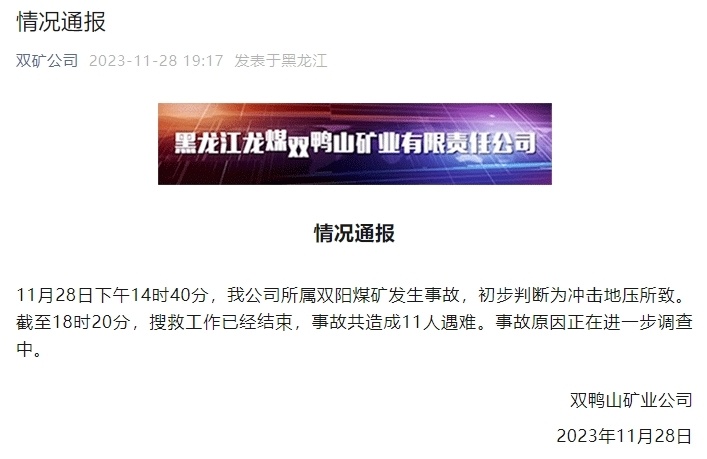 情况通报
双矿公司 2023-11-28 19:17 发表于黑龙江
黑龙江龙煤双鸭山矿业有限责任公司
情况通报
11月28日下午14时40分，我公司所属双阳煤矿发生事故，初步判断为冲击地压所致。
截至18时20分，搜救工作已经结束，事故共造成11人遇难。事故原因正在进一步调查
中。
双鸭山矿业公司
2023年11月28日